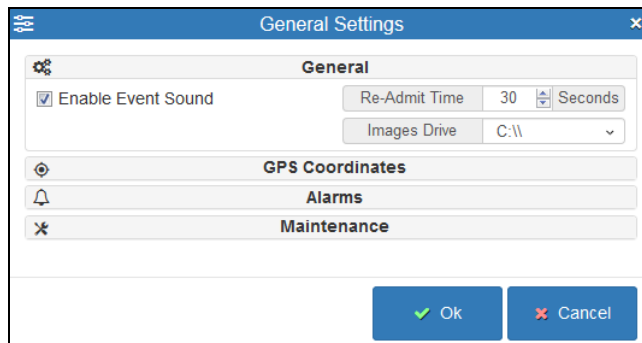 General Settings
General
Enable Event Sound
Re-Admit Time 30 Seconds
Images Drive C:\\
GPS Coordinates
Alarms
Maintenance
Ok Cancel